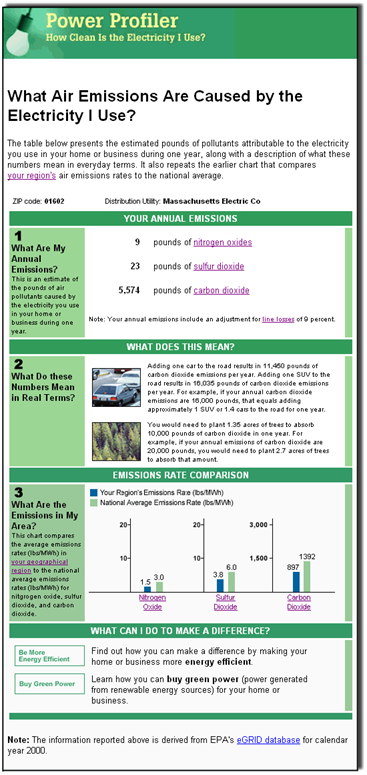 Power Profiler
How Clean Is the Electricity I Use?
What Air Emissions Are Caused by the
Electricity I Use?
The table below presents the estimated pounds of pollutants attributable to the electricity
you use in your home or business during one year, along with a description of what these
numbers mean in everyday terms. It also repeats the earlier chart that compares
your region's air emissions rates to the national average.
ZIP code: 01602 Distribution Utility: Massachusetts Electric Co
YOUR ANNUAL EMISSIONS
1
What Are My
Annual
Emissions?
This is an estimate of
the pounds of air
pollutants caused by
the electricity you use
in your home or
business during one
year.
9 pounds of nitrogen oxides
23 pounds of sulfur dioxide
5,574 pounds of carbon dioxide
Note: Your annual emissions include an adjustment for line losses of 9 percent.
WHAT DOES THIS MEAN?
2
What Do these
Numbers Mean
in Real Terms?
Adding one car to the road results in 11,450 pounds of
carbon dioxide emissions per year. Adding one SUV to the
road results in 16,035 pounds of carbon dioxide emissions
per year. For example, if your annual carbon dioxide
emissions are 16,000 pounds, that equals adding
approximately 1 SUV or 1.4 cars to the road for one year.
You would need to plant 1.35 acres of trees to absorb
10,000 pounds of carbon dioxide in one year. For
example, if your annual emissions of carbon dioxide are
20,000 pounds, you would need to plant 2.7 acres of trees
to absorb that amount.
EMISSIONS RATE COMPARISON
3
What Are the
Emissions in My
Area?
This chart compares
the average emissions
rates (lbs/MWh) in
your geographical
region to the national
average emissions
rates (lbs/MWh) for
nitrgogen oxide, sulfur
dioxide, and carbon
dioxide.
Your Region's Emissions Rate (lbs/MWh)
National Average Emissions Rate (lbs/MWh)
20 20 3,000
10 10 1,500
1.5 3.0 3.8 6.0 897 1392
Nitrogen Sulfur Carbon
Oxide Dioxide Dioxide
WHAT CAN I DO TO MAKE A DIFFERENCE?
Be More
Energy Efficient
Find out how you can make a difference by making your
home or business more energy efficient.
Buy Green Power
Learn how you can buy green power (power generated
from renewable energy sources) for your home or
business.
Note: The information reported above is derived from EPA's eGRID database for calendar
year 2000.